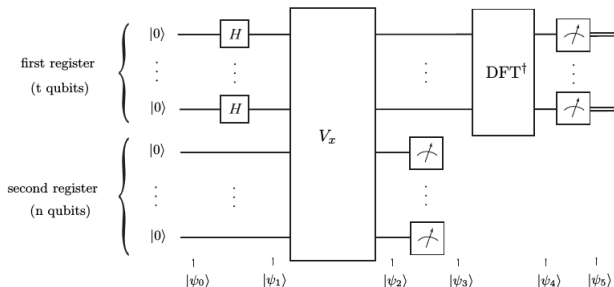 |0⟩ H
first register
(t qubits)
DFT†
|0⟩ H
V_x
|0⟩
second register
(n qubits)
|0⟩
|ψ₀⟩ |ψ₁⟩ |ψ₂⟩ |ψ₃⟩ |ψ₄⟩ |ψ₅⟩